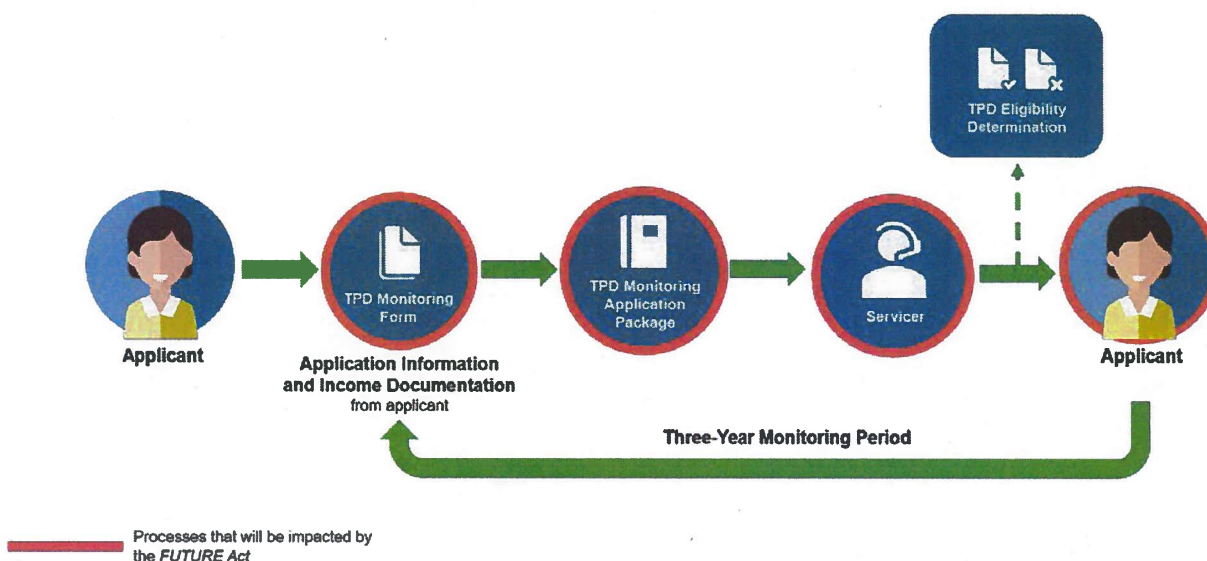 TPD Eligibility
Determination
TPD Monitoring
Form
TPD Monitoring
Application
Package
Servicer
Applicant
Application Information
and Income Documentation
from applicant
Applicant
Three-Year Monitoring Period
Processes that will be impacted by
the FUTURE Act